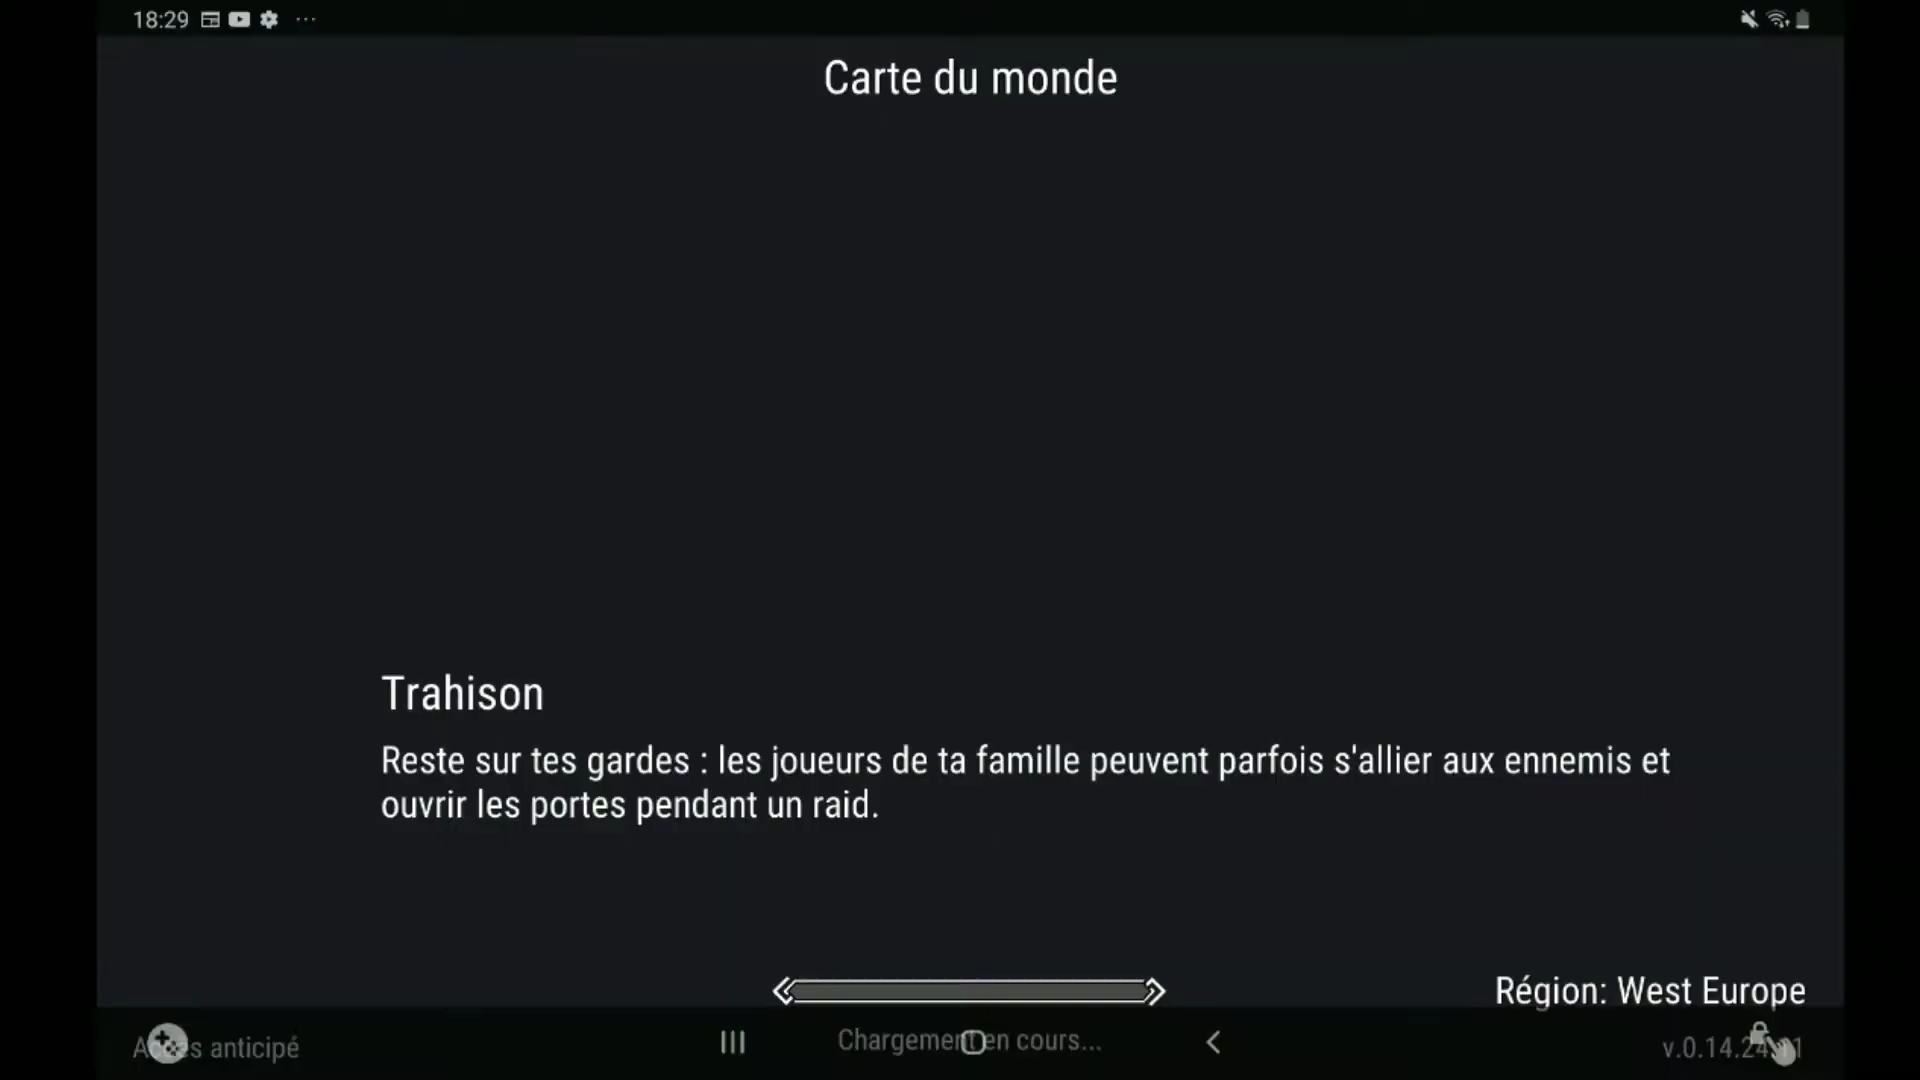 18:29
Carte du monde
Trahison
Reste sur tes gardes : les joueurs de ta famille peuvent parfois s'allier aux ennemis et
ouvrir les portes pendant un raid.
Région: West Europe
anticipé
Chargement en cours...